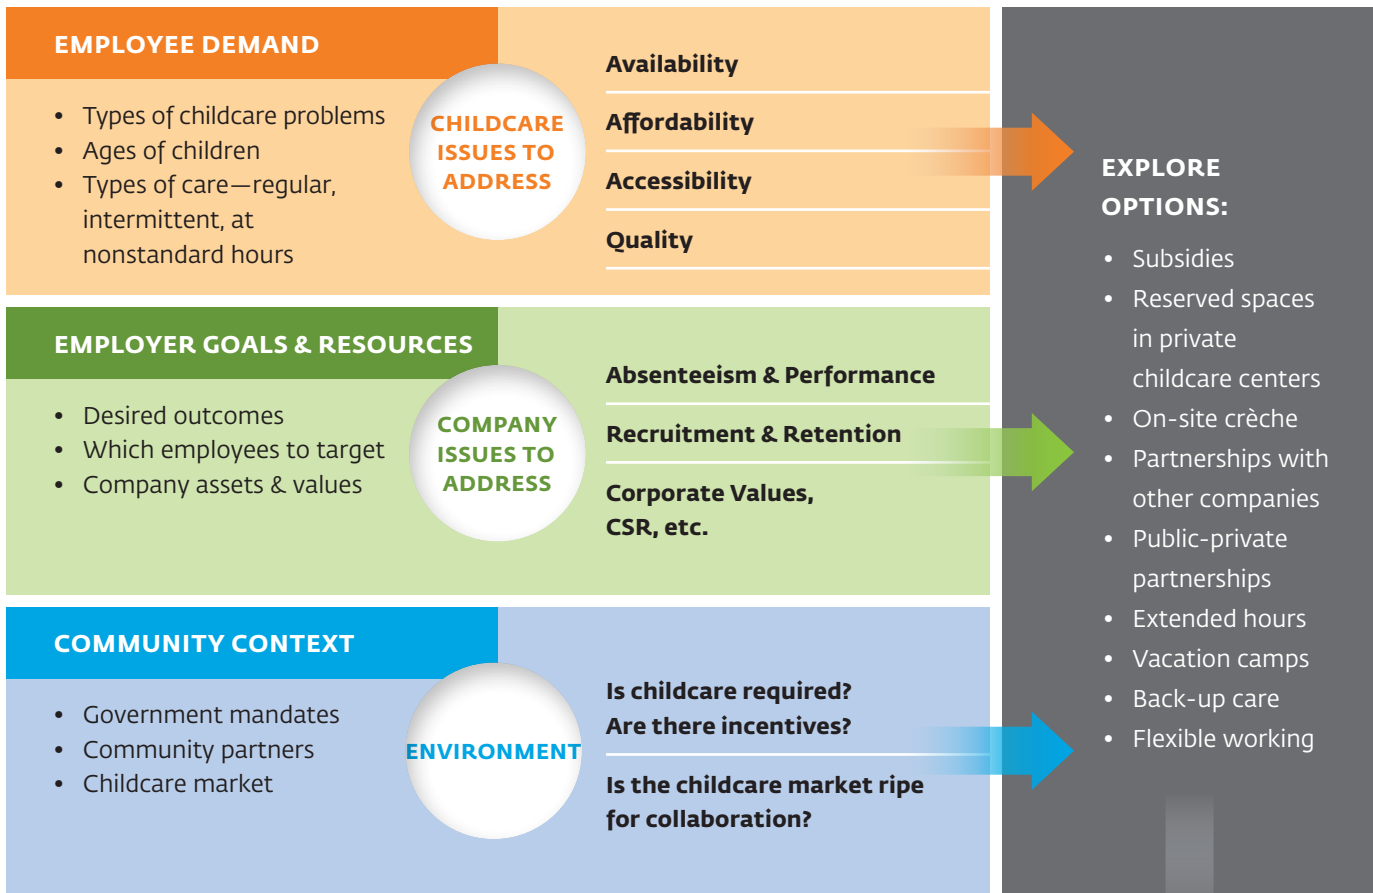 EMPLOYEE DEMAND
• Types of childcare problems
• Ages of children
• Types of care—regular,
intermittent, at
nonstandard hours
CHILDCARE
ISSUES TO
ADDRESS
Availability
Affordability
Accessibility
Quality
EMPLOYER GOALS & RESOURCES
• Desired outcomes
• Which employees to target
• Company assets & values
COMPANY
ISSUES TO
ADDRESS
Absenteeism & Performance
Recruitment & Retention
Corporate Values,
CSR, etc.
COMMUNITY CONTEXT
• Government mandates
• Community partners
• Childcare market
ENVIRONMENT
Is childcare required?
Are there incentives?
Is the childcare market ripe
for collaboration?
EXPLORE
OPTIONS:
• Subsidies
• Reserved spaces
in private
childcare centers
• On-site crèche
• Partnerships with
other companies
• Public-private
partnerships
• Extended hours
• Vacation camps
• Back-up care
• Flexible working